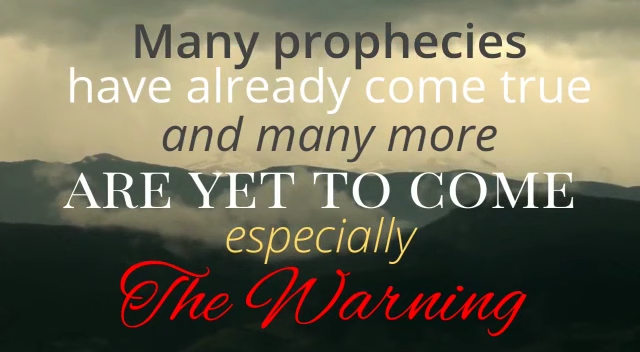 Many prophecies
have already come true
and many more
ARE YET TO COME
especially
The Warning